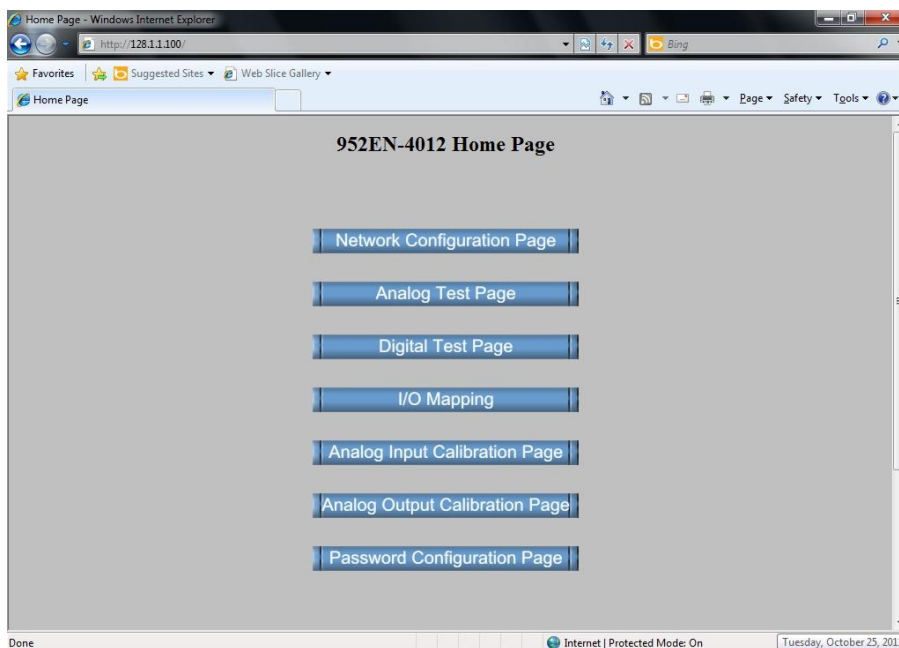 Home Page - Windows Internet Explorer
http://128.1.1.100/
Bing
Favorites Suggested Sites Web Slice Gallery
Home Page Page Safety Tools
952EN-4012 Home Page
Network Configuration Page
Analog Test Page
Digital Test Page
I/O Mapping
Analog Input Calibration Page
Analog Output Calibration Page
Password Configuration Page
Done Internet | Protected Mode: On Tuesday, October 25, 201